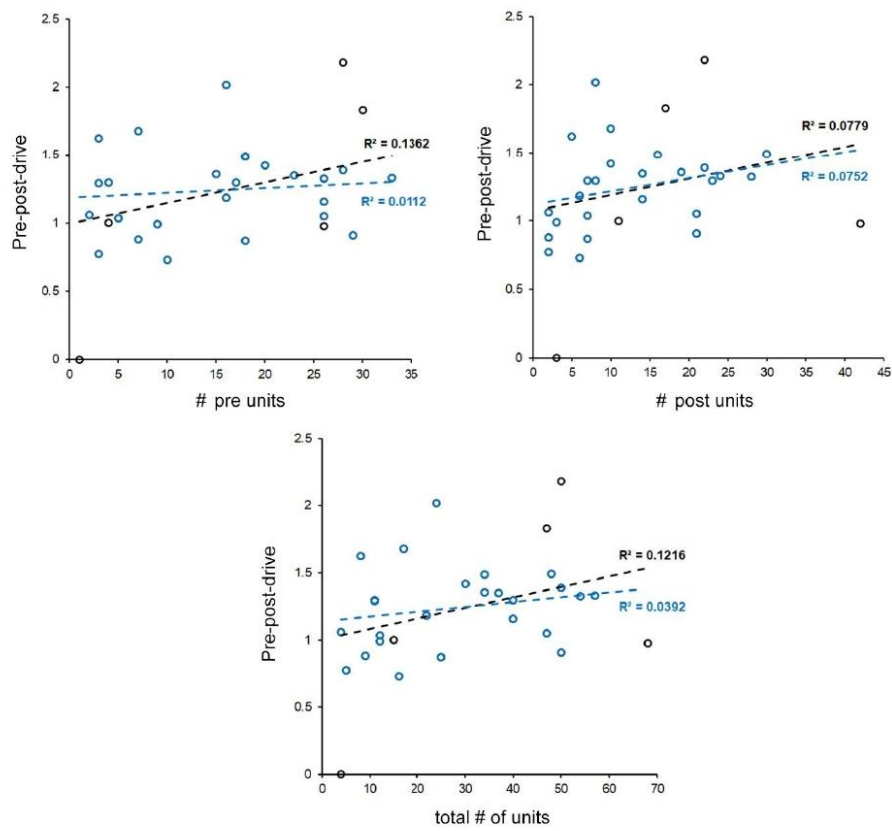 2.5
2
1.5
1
0.5
0
Pre-post-drive
R² = 0.1362
R² = 0.0112
0 5 10 15 20 25 30 35
# pre units
2.5
2
1.5
1
0.5
0
Pre-post-drive
R² = 0.0779
R² = 0.0752
0 5 10 15 20 25 30 35 40 45
# post units
2.5
2
1.5
1
0.5
0
Pre-post-drive
R² = 0.1216
R² = 0.0392
0 10 20 30 40 50 60 70
total # of units